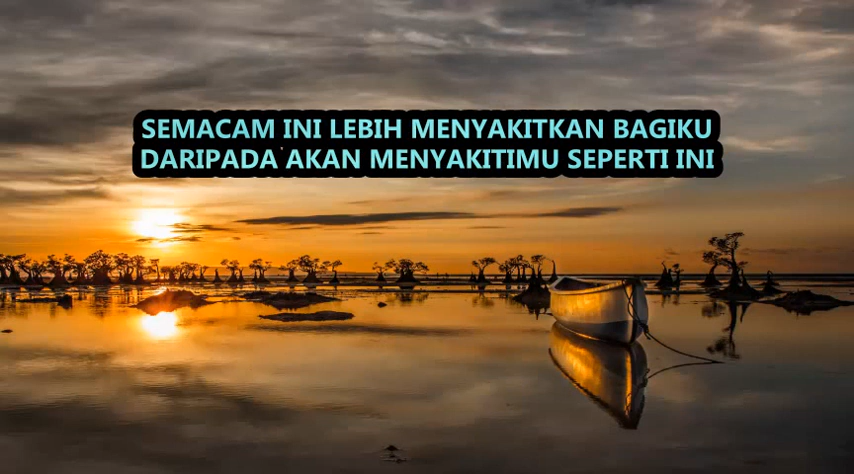 SEMACAM INI LEBIH MENYAKITKAN BAGIKU
DARIPADA AKAN MENYAKITIMU SEPERTI INI